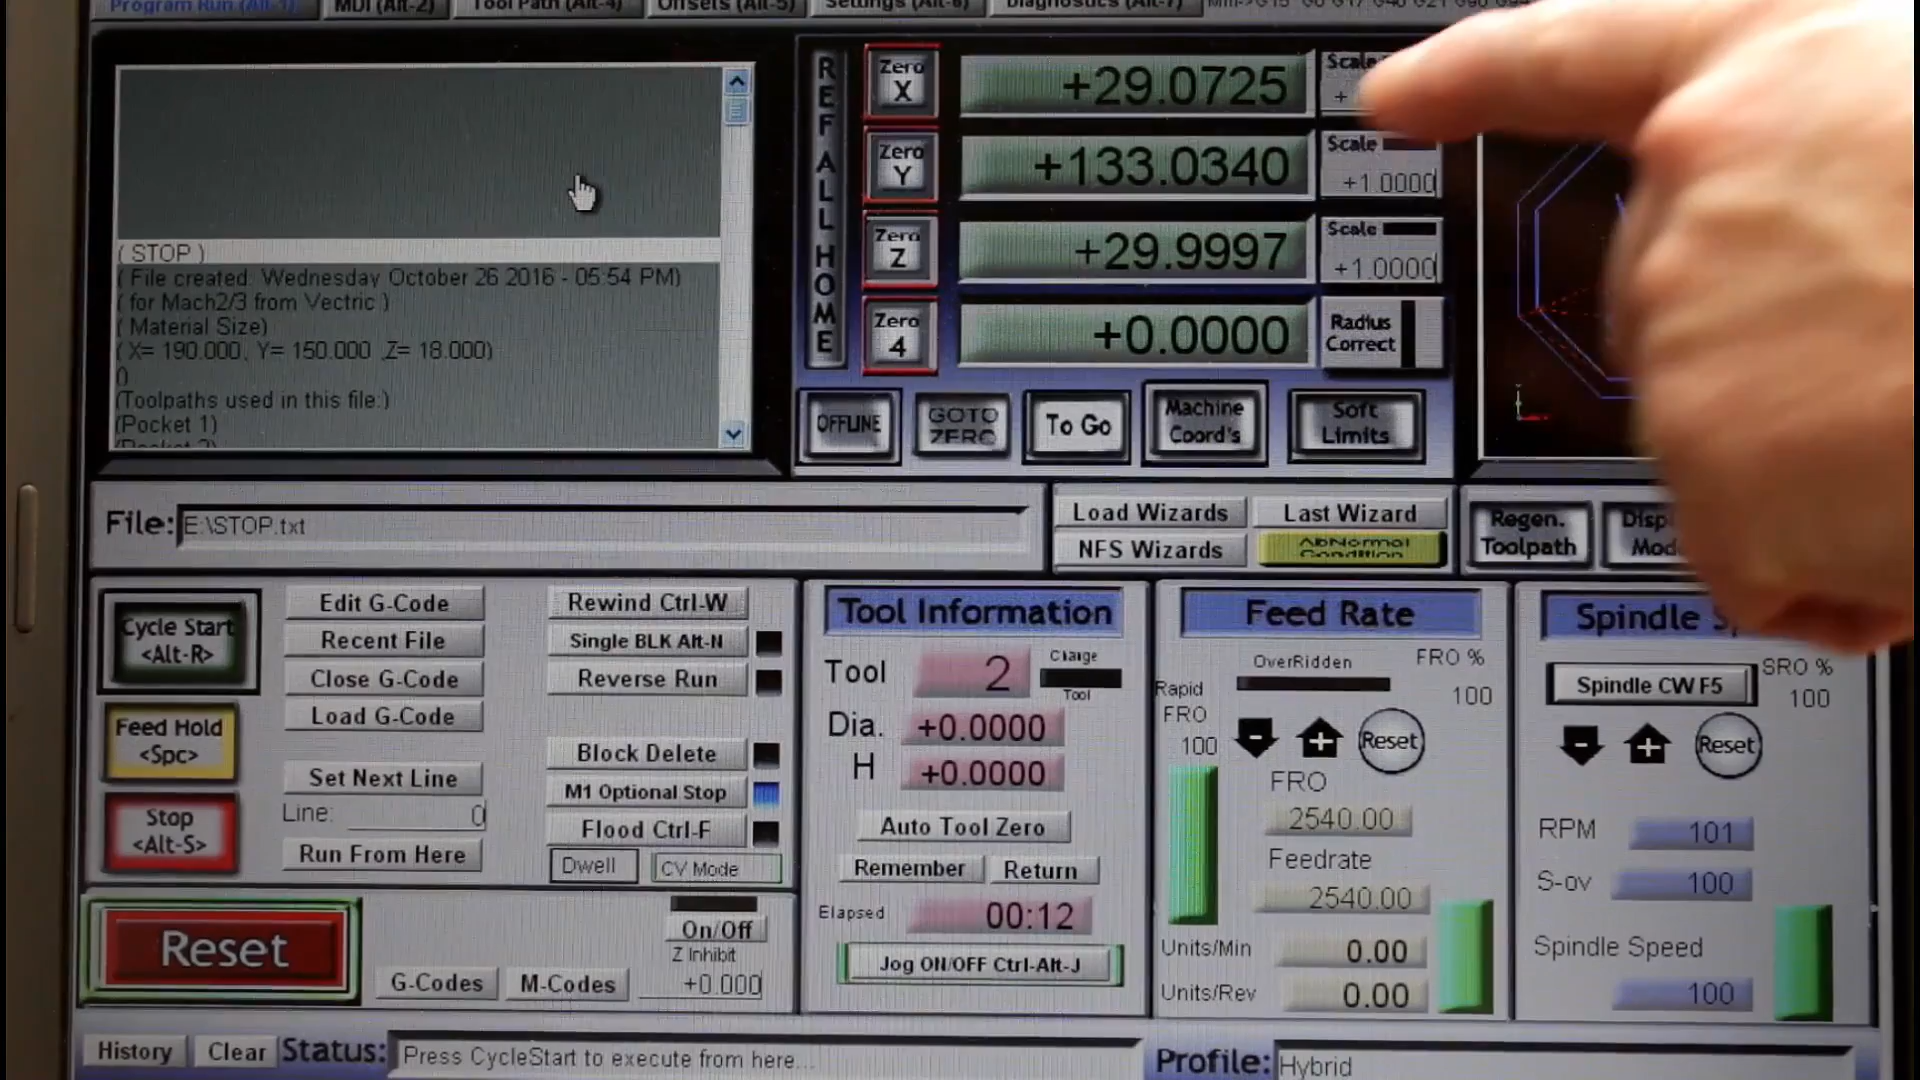 Program Run (Alt-1)
MDI (Alt-2)
Tool Path (Alt-4)
Offsets (Alt-5)
Settings (Alt-6)
Diagnostics (Alt-7)
REF ALL HOME
Zero X
+29.0725
Scale
+
Zero Y
+133.0340
Scale
+1.0000
Zero Z
+29.9997
Scale
+1.0000
Zero 4
+0.0000
Radius
Correct
( STOP )
( File created: Wednesday October 26 2016 - 05:54 PM)
( for Mach2/3 from Vectric )
( Material Size)
( X= 190.000, Y= 150.000 ,Z= 18.000)
()
(Toolpaths used in this file:)
(Pocket 1)
(Pocket 2)
OFFLINE
GOTO
ZERO
To Go
Machine
Coord's
Soft
Limits
File:
E:\STOP.txt
Load Wizards
Last Wizard
NFS Wizards
AbNormal
Condition
Regen.
Toolpath
Cycle Start
<Alt-R>
Feed Hold
<Spc>
Stop
<Alt-S>
Edit G-Code
Recent File
Close G-Code
Load G-Code
Set Next Line
Line: 0
Run From Here
Rewind Ctrl-W
Single BLK Alt-N
Reverse Run
Block Delete
M1 Optional Stop
Flood Ctrl-F
Dwell
CV Mode
Reset
G-Codes
M-Codes
On/Off
Z Inhibit
+0.000
Tool Information
Tool 2
Change
Tool
Dia. +0.0000
H +0.0000
Auto Tool Zero
Remember
Return
Elapsed 00:12
Jog ON/OFF Ctrl-Alt-J
Feed Rate
OverRidden
FRO %
100
Rapid
FRO
100
Reset
FRO
2540.00
Feedrate
2540.00
Units/Min 0.00
Units/Rev 0.00
Spindle
Spindle CW F5
SRO %
100
Reset
RPM 101
S-ov 100
Spindle Speed
100
History
Clear
Status:
Press CycleStart to execute from here...
Profile:
Hybrid